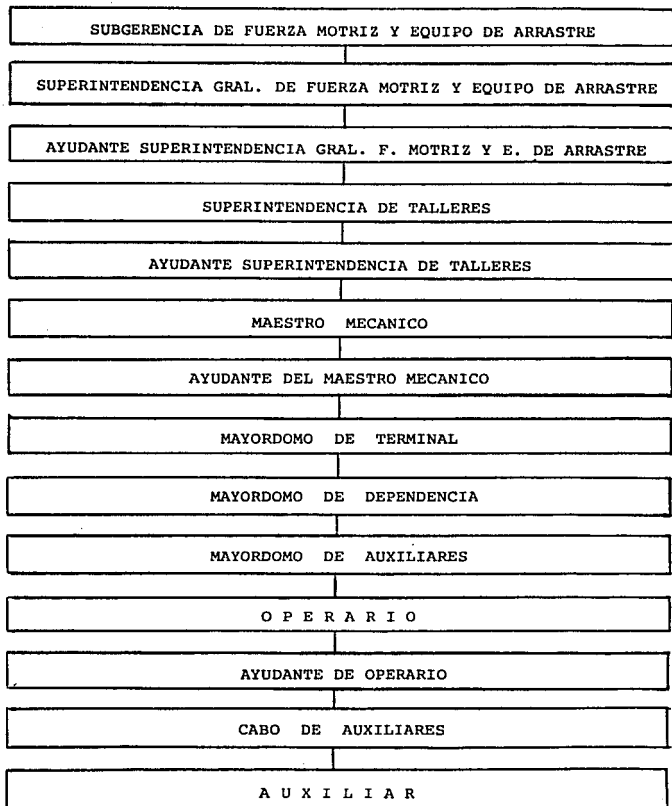 SUBGERENCIA DE FUERZA MOTRIZ Y EQUIPO DE ARRASTRE
SUPERINTENDENCIA GRAL. DE FUERZA MOTRIZ Y EQUIPO DE ARRASTRE
AYUDANTE SUPERINTENDENCIA GRAL. F. MOTRIZ Y E. DE ARRASTRE
SUPERINTENDENCIA DE TALLERES
AYUDANTE SUPERINTENDENCIA DE TALLERES
MAESTRO MECANICO
AYUDANTE DEL MAESTRO MECANICO
MAYORDOMO DE TERMINAL
MAYORDOMO DE DEPENDENCIA
MAYORDOMO DE AUXILIARES
O P E R A R I O
AYUDANTE DE OPERARIO
CABO DE AUXILIARES
A U X I L I A R